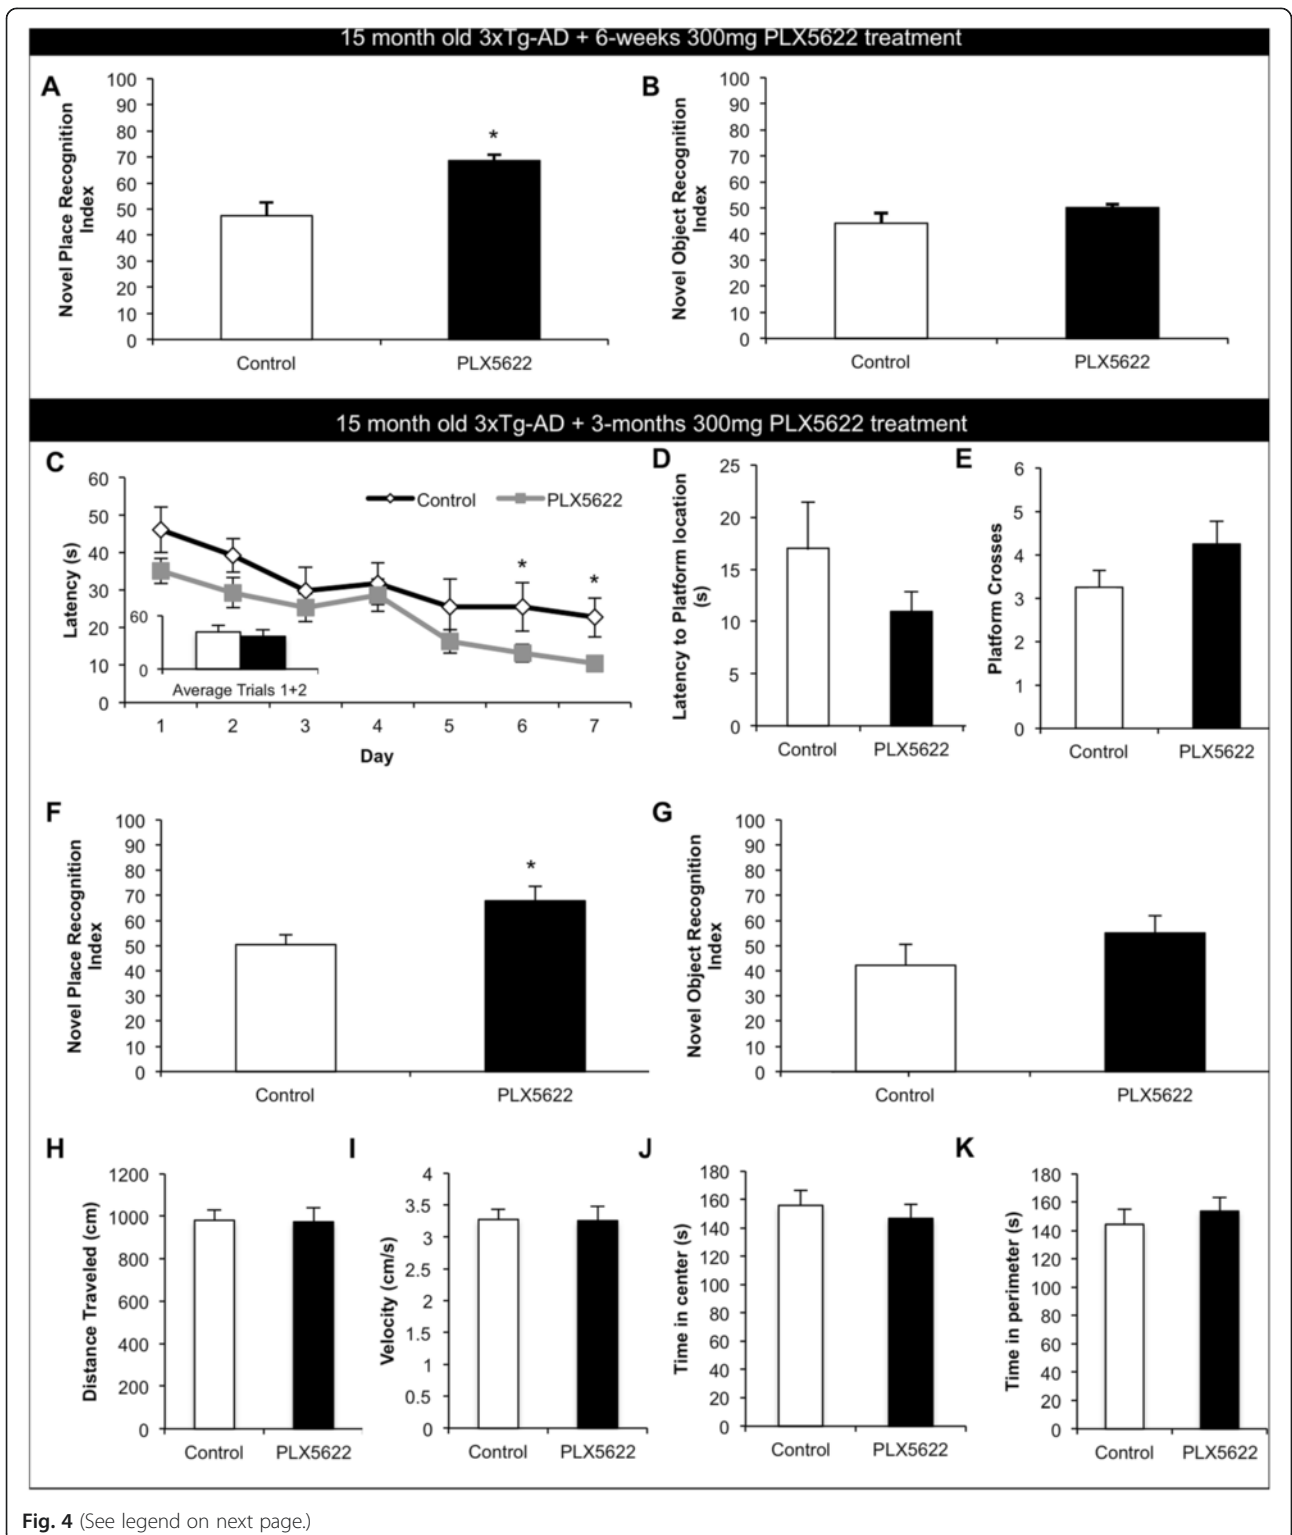 15 month old 3xTg-AD + 6-weeks 300mg PLX5622 treatment
A
Novel Place Recognition
Index
100
90
80
70
60
50
40
30
20
10
0
*
Control
PLX5622
B
Novel Object Recognition
Index
100
90
80
70
60
50
40
30
20
10
0
Control
PLX5622
15 month old 3xTg-AD + 3-months 300mg PLX5622 treatment
C
Latency (s)
60
50
40
30
20
10
0
Control
PLX5622
*
*
60
0
Average Trials 1+2
1 2 3 4 5 6 7
Day
D
Latency to Platform location
(s)
25
20
15
10
5
0
Control
PLX5622
E
Platform Crosses
6
5
4
3
2
1
0
Control
PLX5622
F
Novel Place Recognition
Index
100
90
80
70
60
50
40
30
20
10
0
*
Control
PLX5622
G
Novel Object Recognition
Index
100
90
80
70
60
50
40
30
20
10
0
Control
PLX5622
H
Distance Traveled (cm)
1200
1000
800
600
400
200
0
Control
PLX5622
I
Velocity (cm/s)
4
3.5
3
2.5
2
1.5
1
0.5
0
Control
PLX5622
J
Time in center (s)
180
160
140
120
100
80
60
40
20
0
Control
PLX5622
K
Time in perimeter (s)
180
160
140
120
100
80
60
40
20
0
Control
PLX5622
Fig. 4 (See legend on next page.)